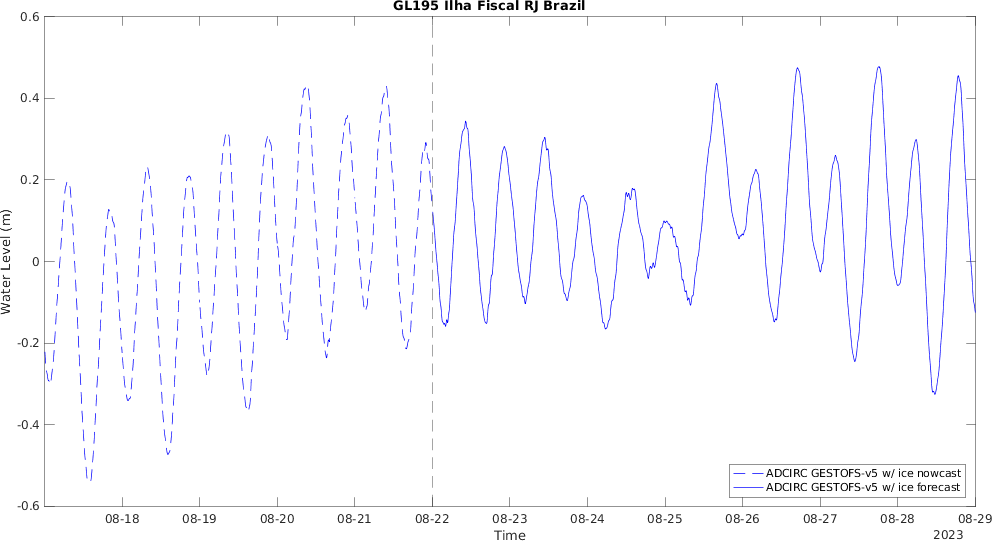 GL195 Ilha Fiscal RJ Brazil
0.6
0.4
0.2
0
-0.2
-0.4
-0.6
Water Level (m)
ADCIRC GESTOFS-v5 w/ ice nowcast
ADCIRC GESTOFS-v5 w/ ice forecast
08-18 08-19 08-20 08-21 08-22 08-23 08-24 08-25 08-26 08-27 08-28 08-29
Time
2023